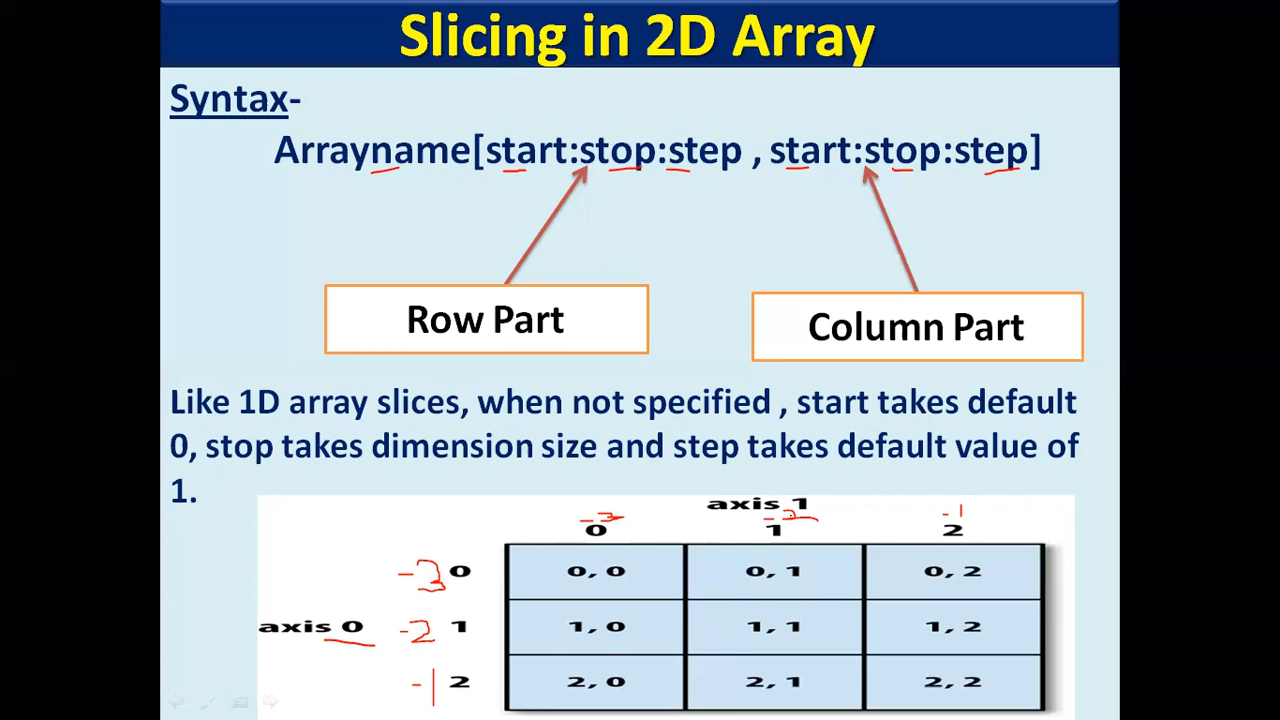 Slicing in 2D Array
Syntax-
Arrayname[start:stop:step , start:stop:step]
Row Part
Column Part
Like 1D array slices, when not specified , start takes default
0, stop takes dimension size and step takes default value of
1.
axis 1
-3 -2 -1
0 1 2
-3 0 0, 0 0, 1 0, 2
axis 0 -2 1 1, 0 1, 1 1, 2
-1 2 2, 0 2, 1 2, 2